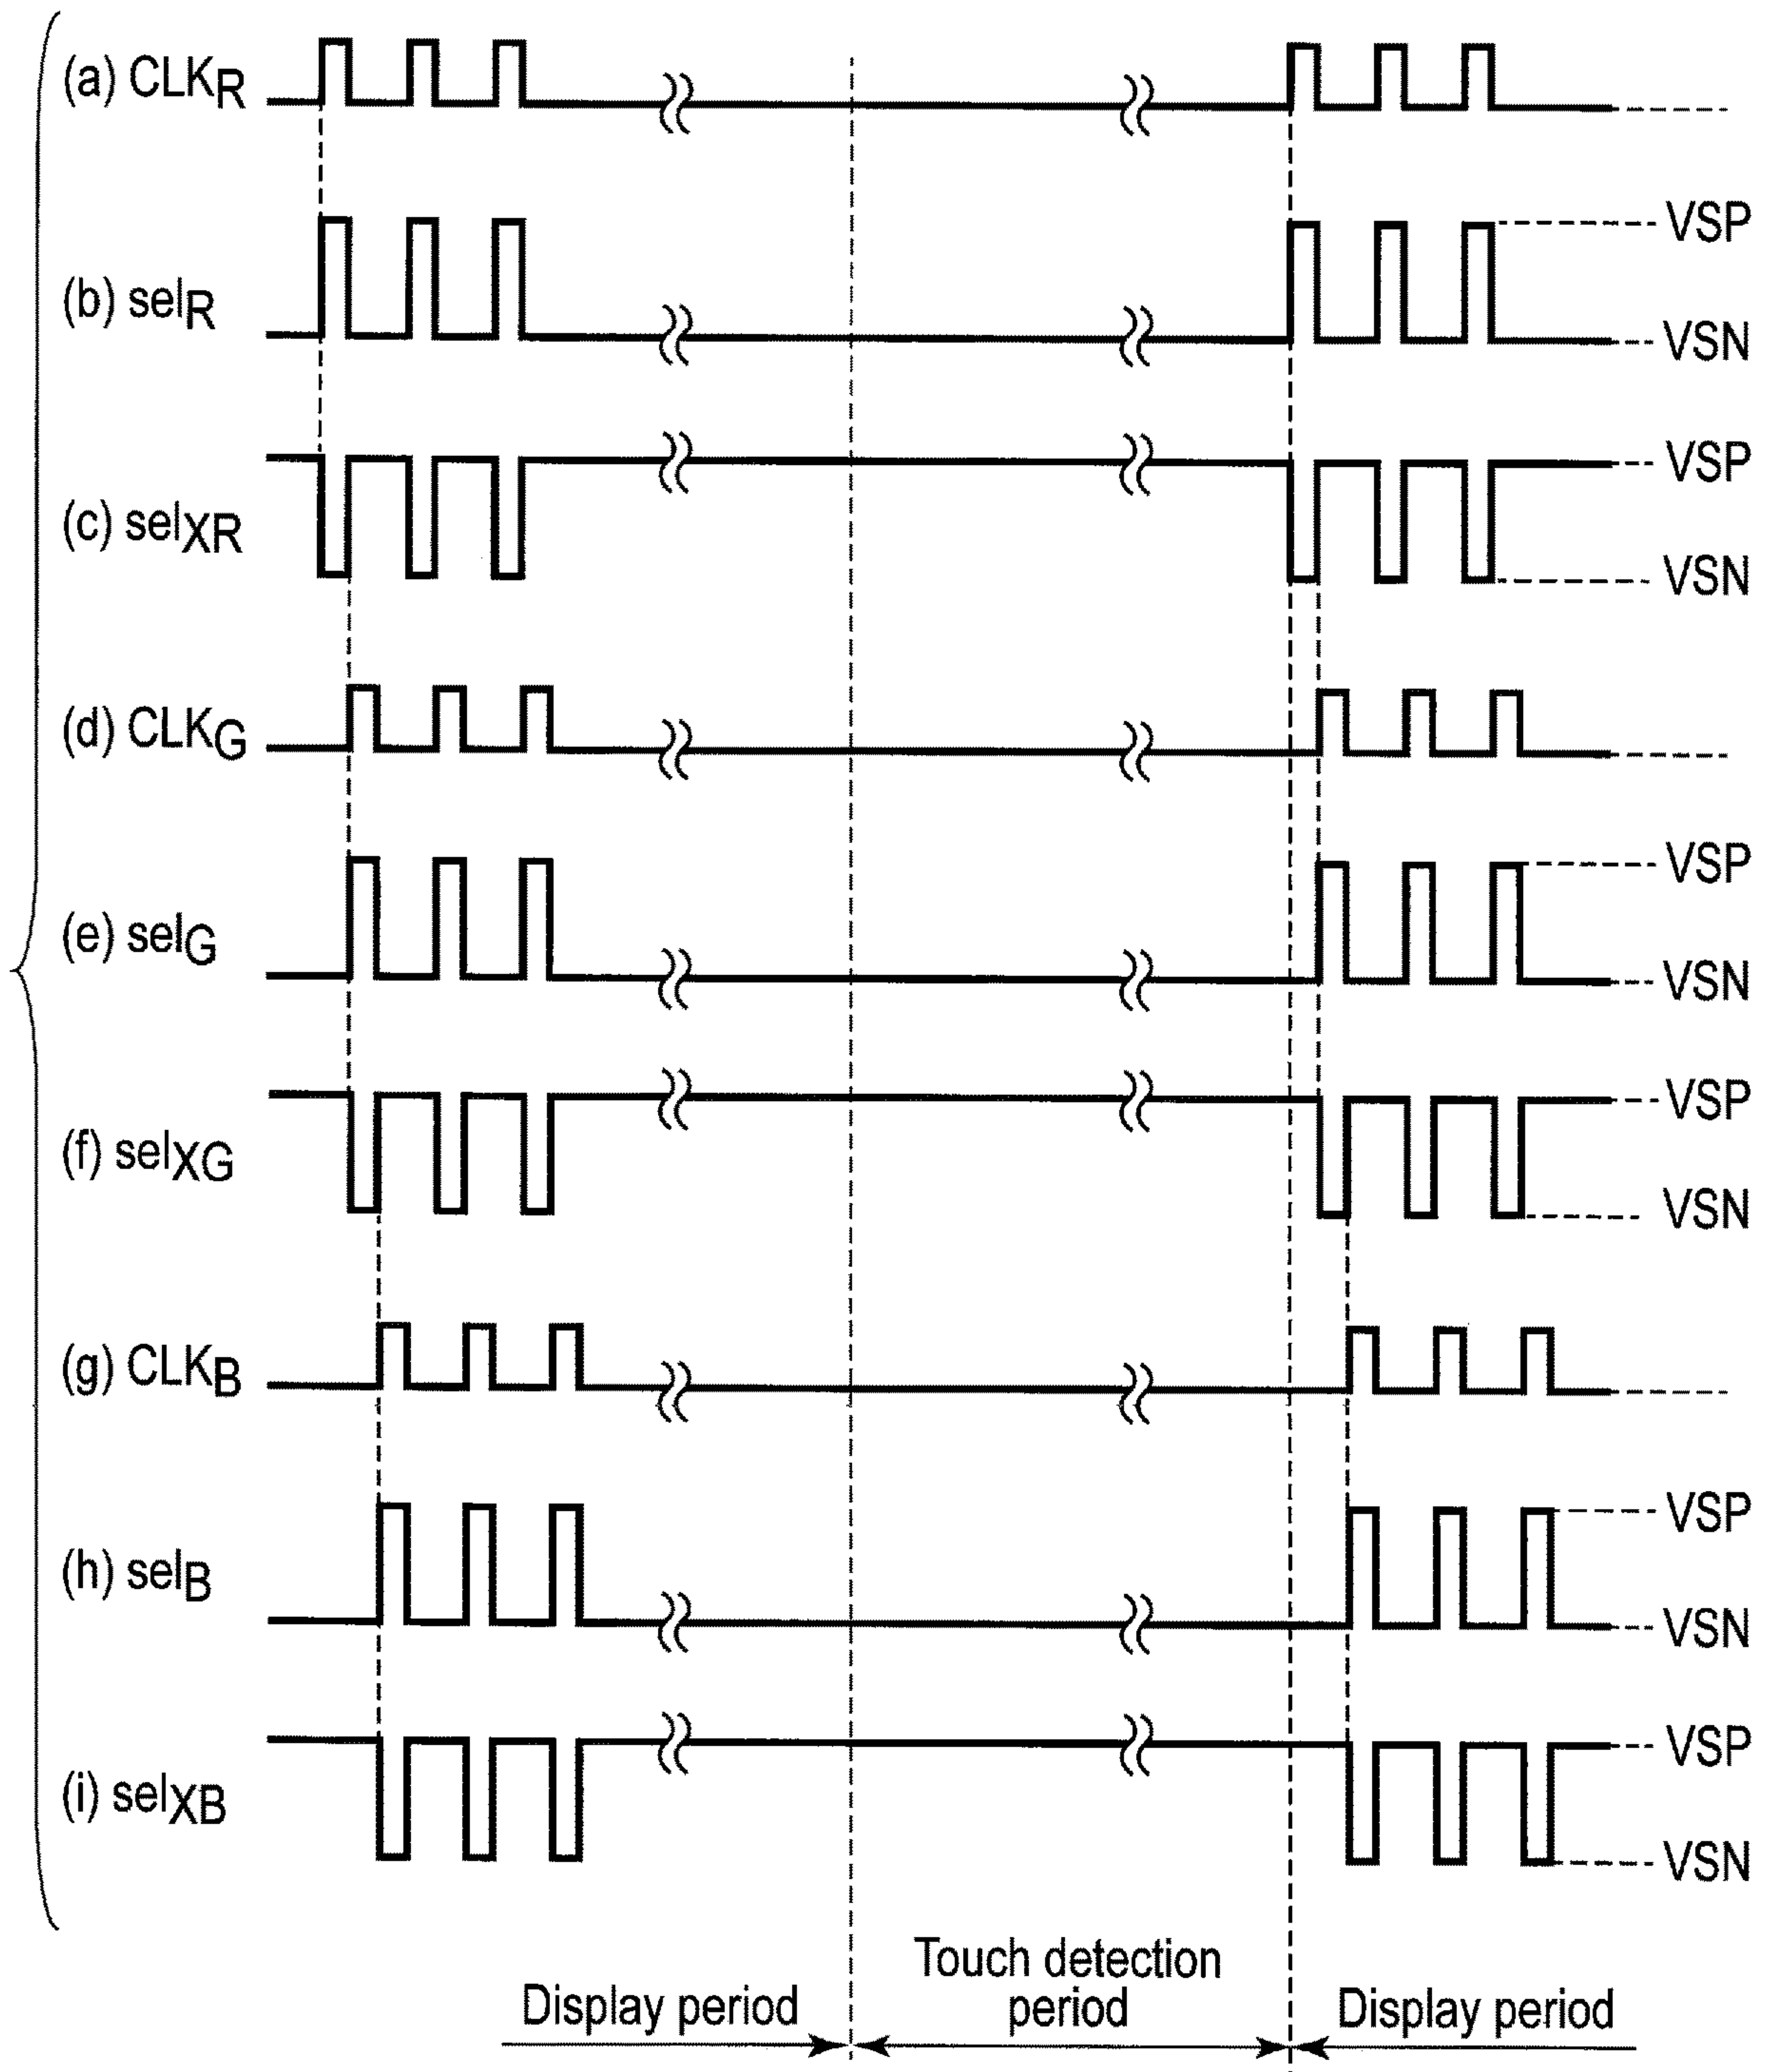 (a) CLKR
(b) selR
VSP
VSN
(c) selXR
VSP
VSN
(d) CLKG
(e) selG
VSP
VSN
(f) selXG
VSP
VSN
(g) CLKB
(h) selB
VSP
VSN
(i) selXB
VSP
VSN
Display period
Touch detection
period
Display period